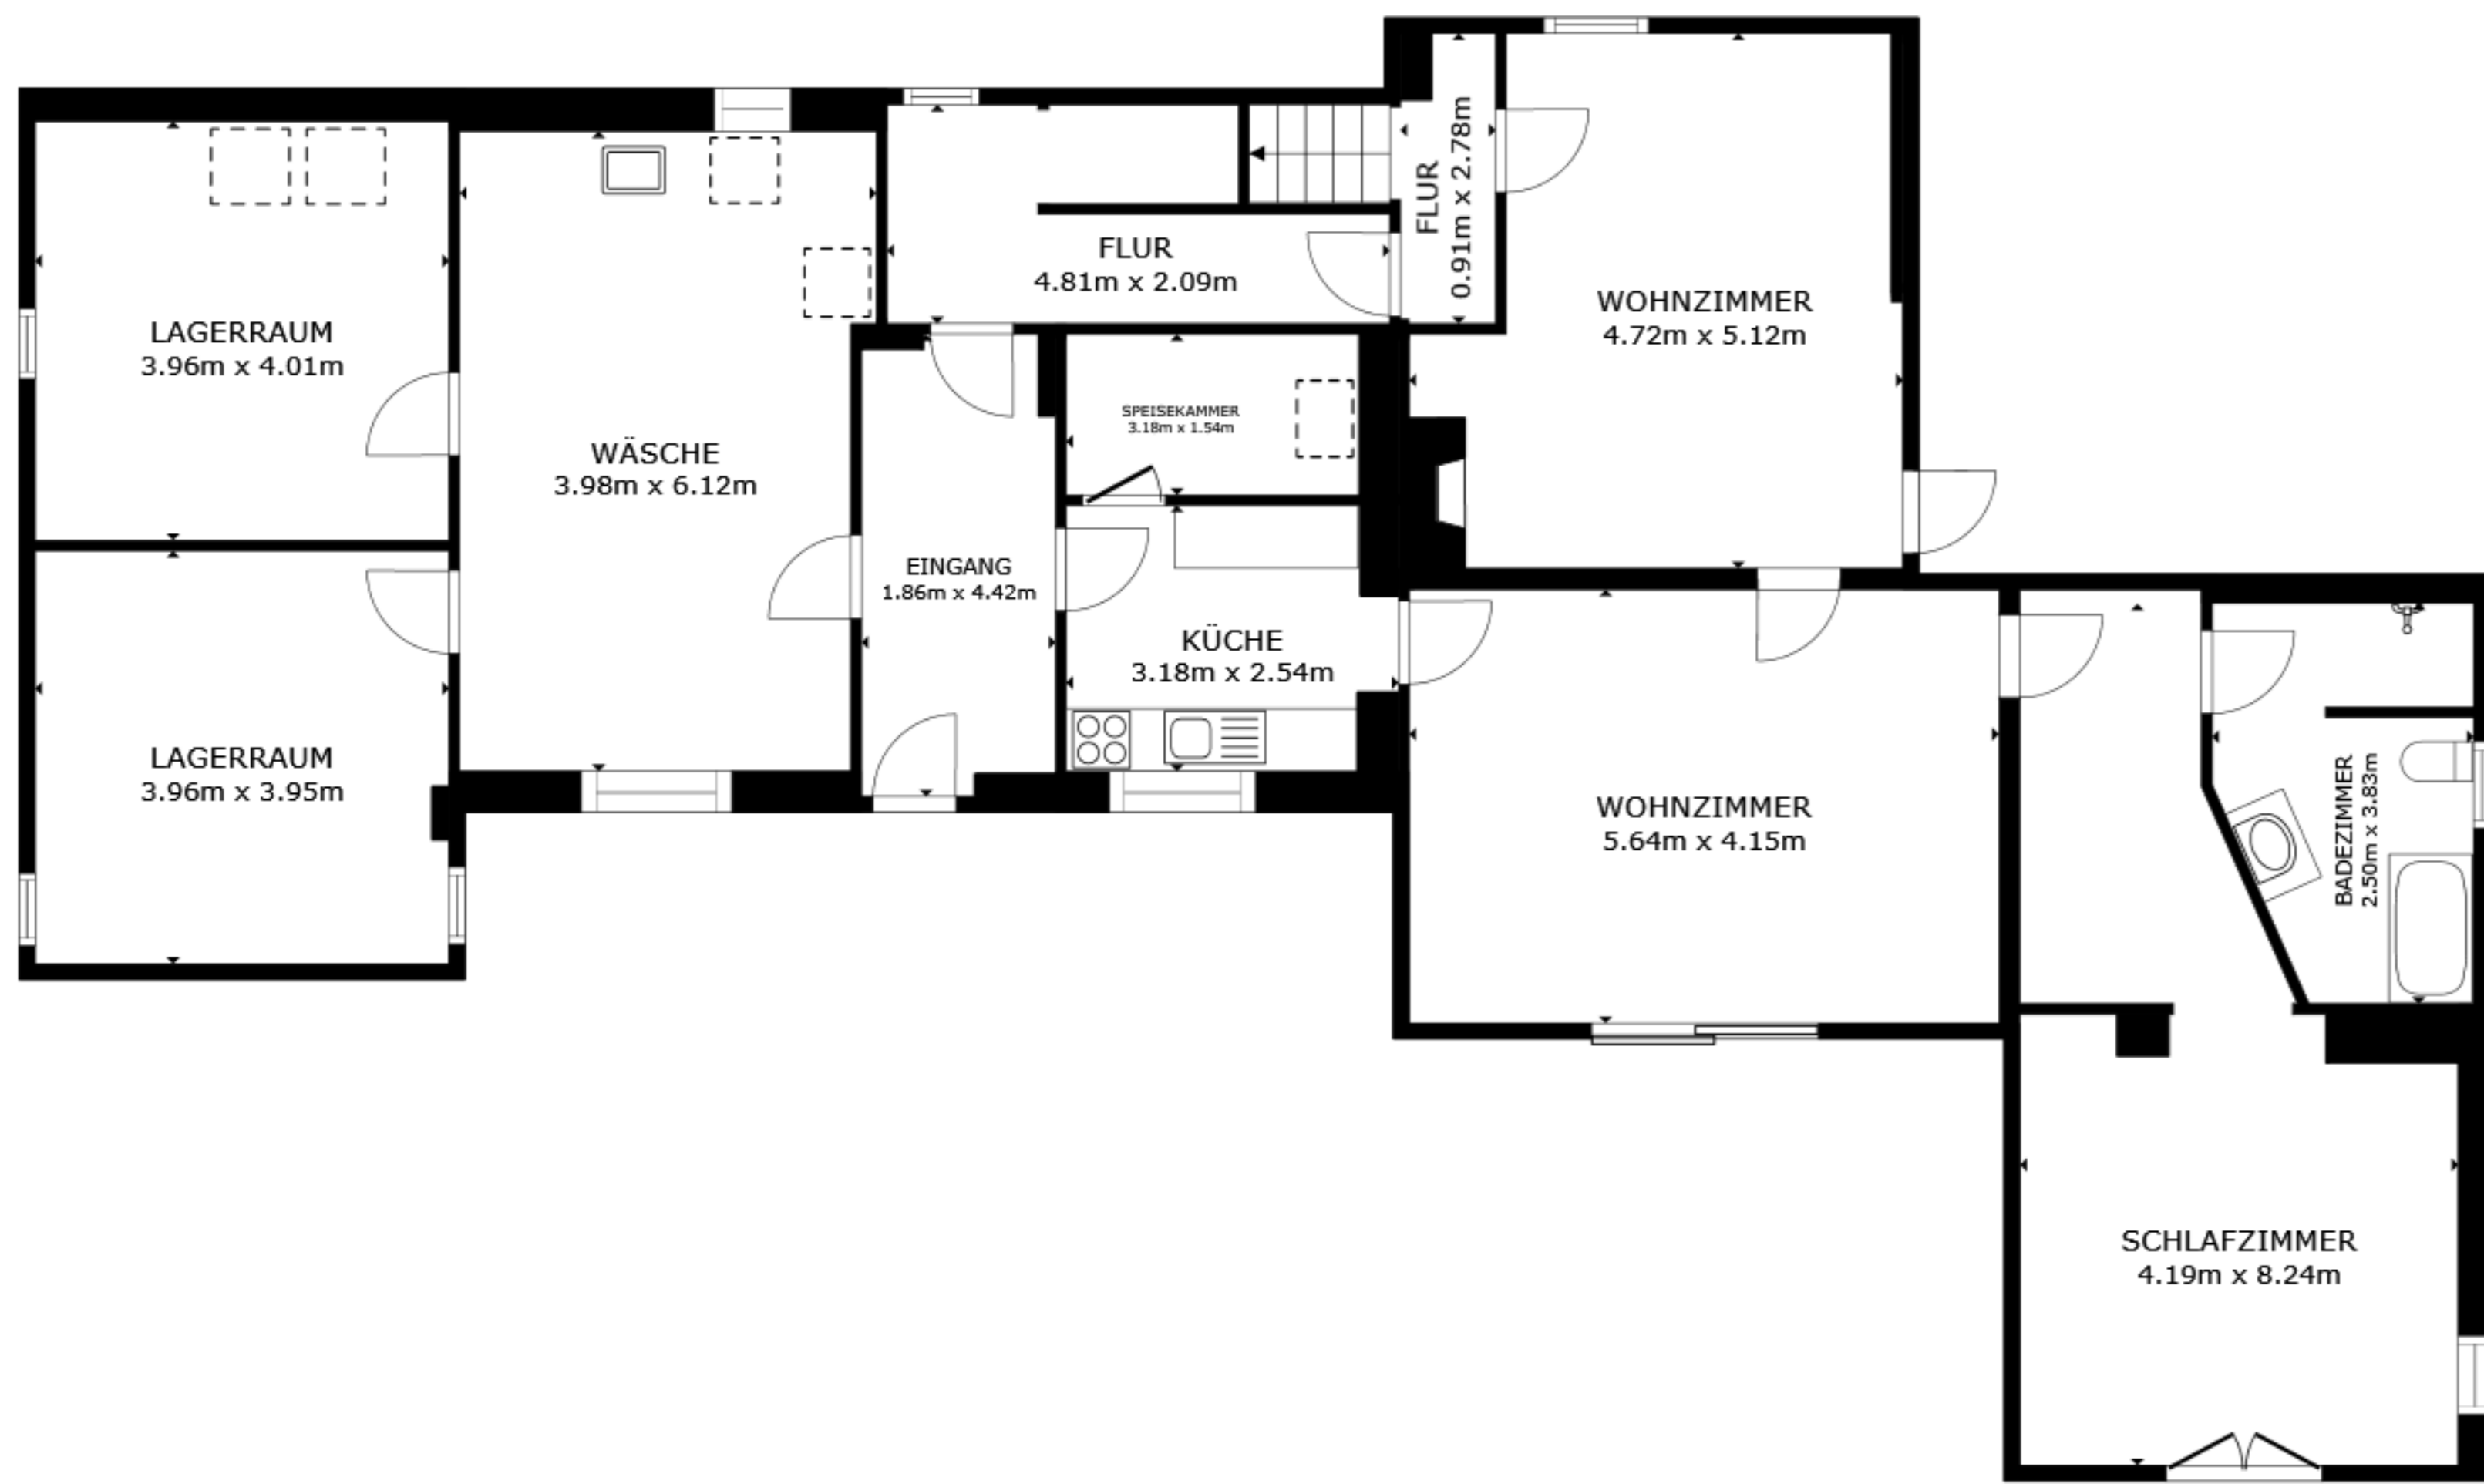 FLUR
0.91m x 2.78m
FLUR
4.81m x 2.09m
WOHNZIMMER
4.72m x 5.12m
LAGERRAUM
3.96m x 4.01m
SPEISEKAMMER
3.18m x 1.54m
WÄSCHE
3.98m x 6.12m
EINGANG
1.86m x 4.42m
KÜCHE
3.18m x 2.54m
LAGERRAUM
3.96m x 3.95m
WOHNZIMMER
5.64m x 4.15m
BADEZIMMER
2.50m x 3.83m
SCHLAFZIMMER
4.19m x 8.24m